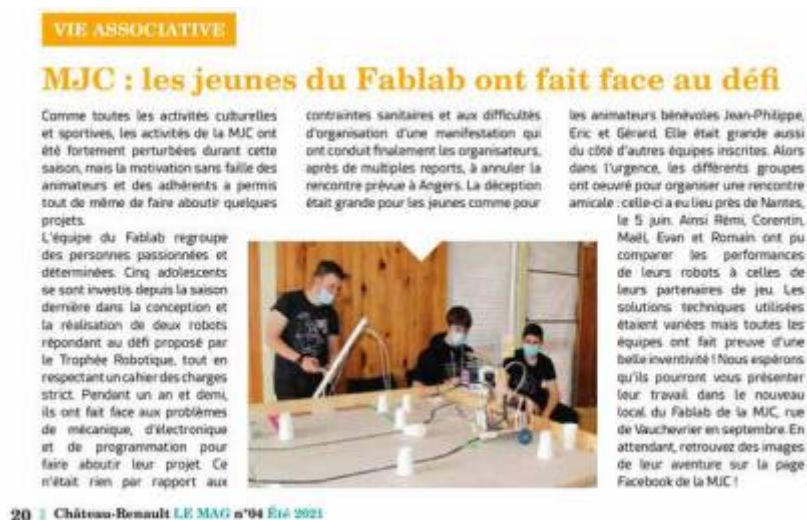 VIE ASSOCIATIVE
MJC : les jeunes du Fablab ont fait face au défi
Comme toutes les activités culturelles
et sportives, les activités de la MJC ont
été fortement perturbées durant cette
saison, mais la motivation sans faille des
animateurs et des adhérents a permis
tout de même de faire aboutir quelques
projets.
L'équipe du Fablab regroupe
des personnes passionnées et
déterminées. Cinq adolescents
se sont investis depuis la saison
dernière dans la conception et
la réalisation de deux robots
répondant au défi proposé par
le Trophée Robotique, tout en
respectant un cahier des charges
strict. Pendant un an et demi,
ils ont fait face aux problèmes
de mécanique, d'électronique
et de programmation pour
faire aboutir leur projet. Ce
n'était rien par rapport aux
contraintes sanitaires et aux difficultés
d'organisation d'une manifestation qui
ont conduit finalement les organisateurs,
après de multiples reports, à annuler la
rencontre prévue à Angers. La déception
était grande pour les jeunes comme pour
les animateurs bénévoles Jean-Philippe,
Eric et Gérard. Elle était grande aussi
du côté d'autres équipes inscrites. Alors
dans l'urgence, les différents groupes
ont oeuvré pour organiser une rencontre
amicale : celle-ci a eu lieu près de Nantes,
le 5 juin. Ainsi Rémi, Corentin,
Maël, Evan et Romain ont pu
comparer les performances
de leurs robots à celles de
leurs partenaires de jeu. Les
solutions techniques utilisées
étaient variées mais toutes les
équipes ont fait preuve d'une
belle inventivité ! Nous espérons
qu'ils pourront vous présenter
leur travail dans le nouveau
local du Fablab de la MJC, rue
de Vauchevrier en septembre. En
attendant, retrouvez des images
de leur aventure sur la page
Facebook de la MJC !
20 | Château-Renault LE MAG n°04 Été 2021